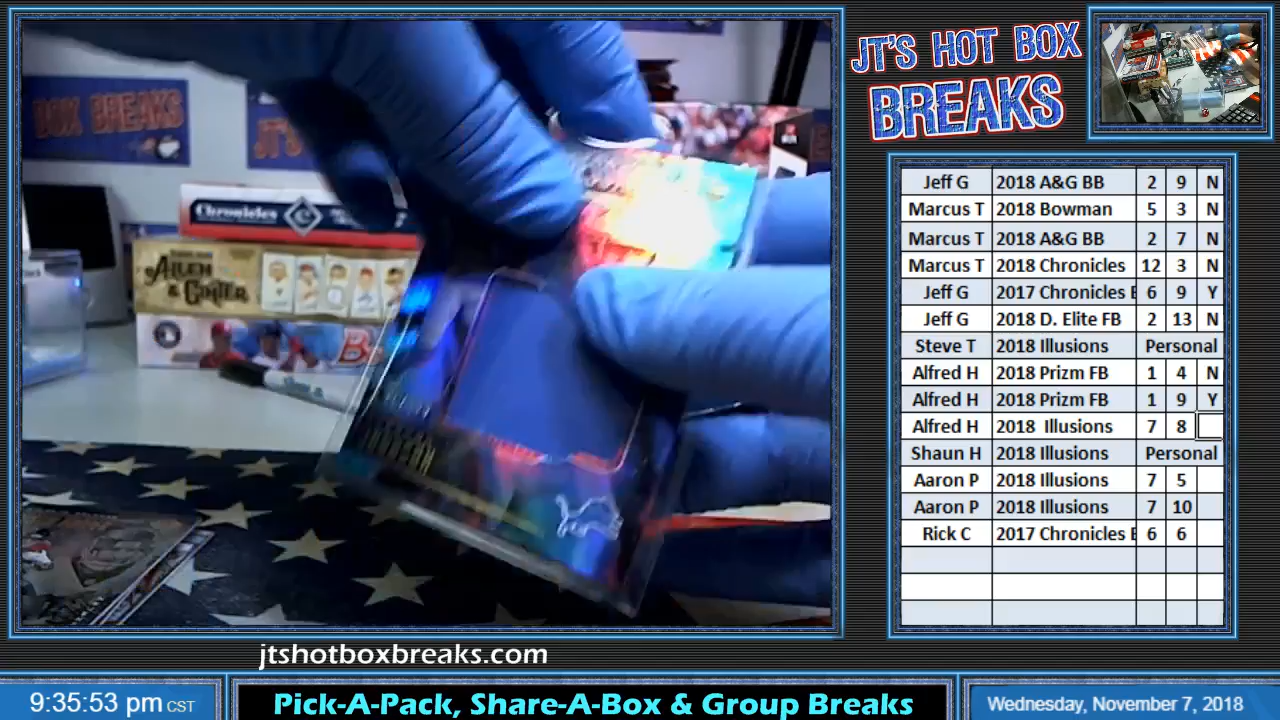 BOX BREAKS
JT'S
Chronicles
ALLEN
& GINTER
B
JT'S HOT BOX
BREAKS
Jeff G 2018 A&G BB 2 9 N
Marcus T 2018 Bowman 5 3 N
Marcus T 2018 A&G BB 2 7 N
Marcus T 2018 Chronicles 12 3 N
Jeff G 2017 Chronicles 6 9 Y
Jeff G 2018 D. Elite FB 2 13 N
Steve T 2018 Illusions Personal
Alfred H 2018 Prizm FB 1 4 N
Alfred H 2018 Prizm FB 1 9 Y
Alfred H 2018 Illusions 7 8
Shaun H 2018 Illusions Personal
Aaron P 2018 Illusions 7 5
Aaron P 2018 Illusions 7 10
Rick C 2017 Chronicles 6 6
jtshotboxbreaks.com
9:35:53 pm CST
Pick-A-Pack, Share-A-Box & Group Breaks
Wednesday, November 7, 2018